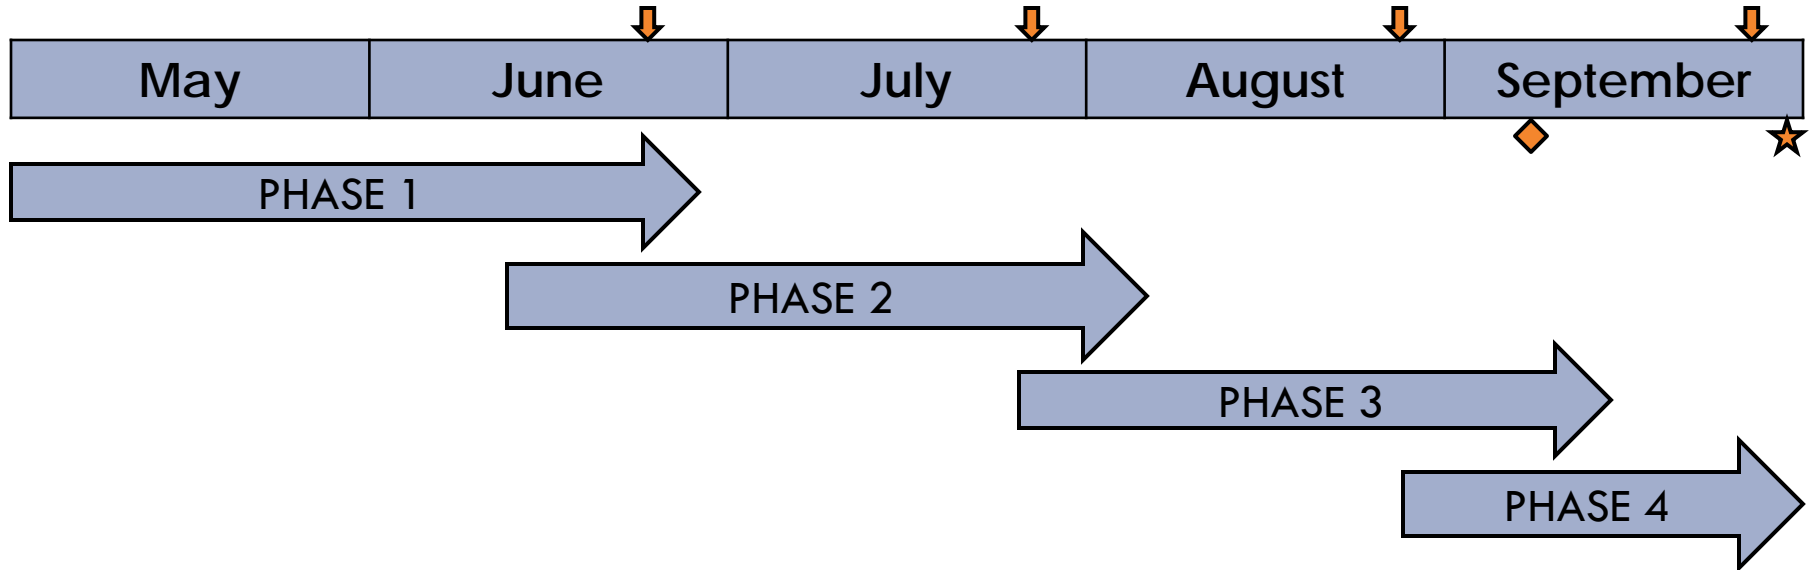 May June July August September
PHASE 1
PHASE 2
PHASE 3
PHASE 4